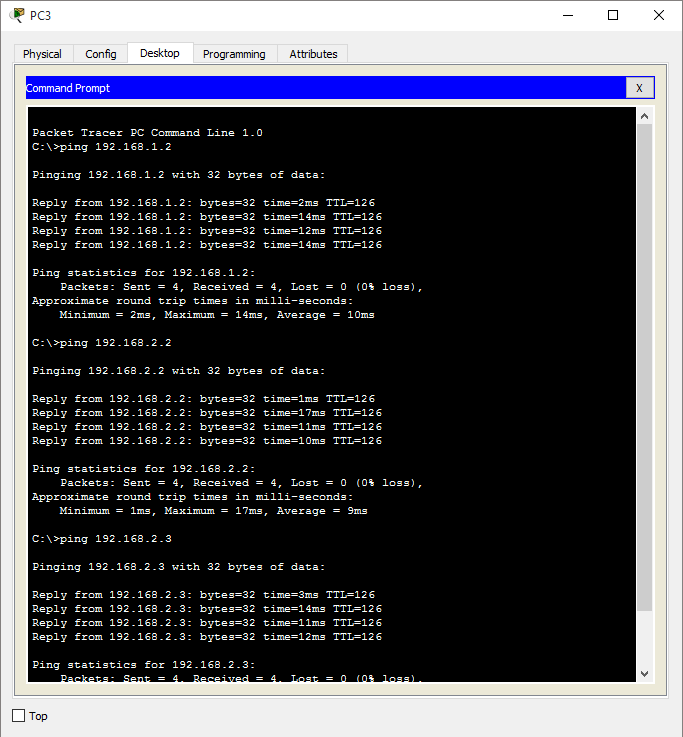 PC3
Physical Config Desktop Programming Attributes
Command Prompt X
Packet Tracer PC Command Line 1.0
C:\>ping 192.168.1.2
Pinging 192.168.1.2 with 32 bytes of data:
Reply from 192.168.1.2: bytes=32 time=2ms TTL=126
Reply from 192.168.1.2: bytes=32 time=14ms TTL=126
Reply from 192.168.1.2: bytes=32 time=12ms TTL=126
Reply from 192.168.1.2: bytes=32 time=14ms TTL=126
Ping statistics for 192.168.1.2:
    Packets: Sent = 4, Received = 4, Lost = 0 (0% loss),
Approximate round trip times in milli-seconds:
    Minimum = 2ms, Maximum = 14ms, Average = 10ms
C:\>ping 192.168.2.2
Pinging 192.168.2.2 with 32 bytes of data:
Reply from 192.168.2.2: bytes=32 time=1ms TTL=126
Reply from 192.168.2.2: bytes=32 time=17ms TTL=126
Reply from 192.168.2.2: bytes=32 time=11ms TTL=126
Reply from 192.168.2.2: bytes=32 time=10ms TTL=126
Ping statistics for 192.168.2.2:
    Packets: Sent = 4, Received = 4, Lost = 0 (0% loss),
Approximate round trip times in milli-seconds:
    Minimum = 1ms, Maximum = 17ms, Average = 9ms
C:\>ping 192.168.2.3
Pinging 192.168.2.3 with 32 bytes of data:
Reply from 192.168.2.3: bytes=32 time=3ms TTL=126
Reply from 192.168.2.3: bytes=32 time=14ms TTL=126
Reply from 192.168.2.3: bytes=32 time=11ms TTL=126
Reply from 192.168.2.3: bytes=32 time=12ms TTL=126
Ping statistics for 192.168.2.3:
    Packets: Sent = 4, Received = 4, Lost = 0 (0% loss),
Top